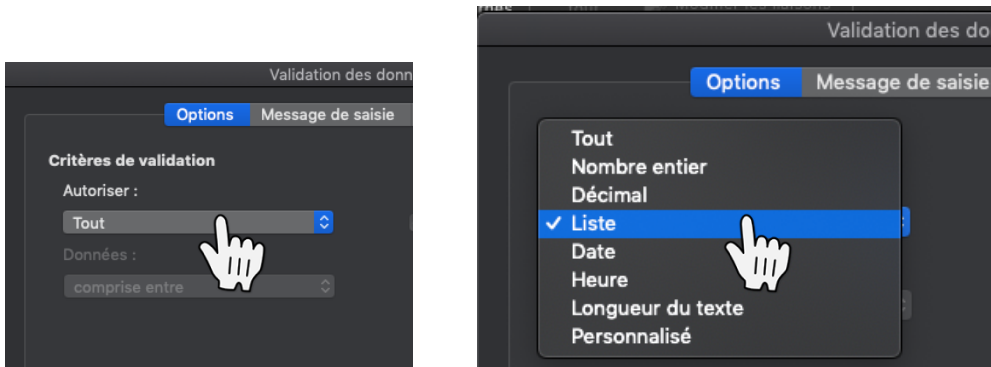 Validation des donn
Options Message de saisie
Critères de validation
Autoriser :
Tout
Données :
comprise entre
Validation des do
Options Message de saisie
Tout
Nombre entier
Décimal
✓ Liste
Date
Heure
Longueur du texte
Personnalisé